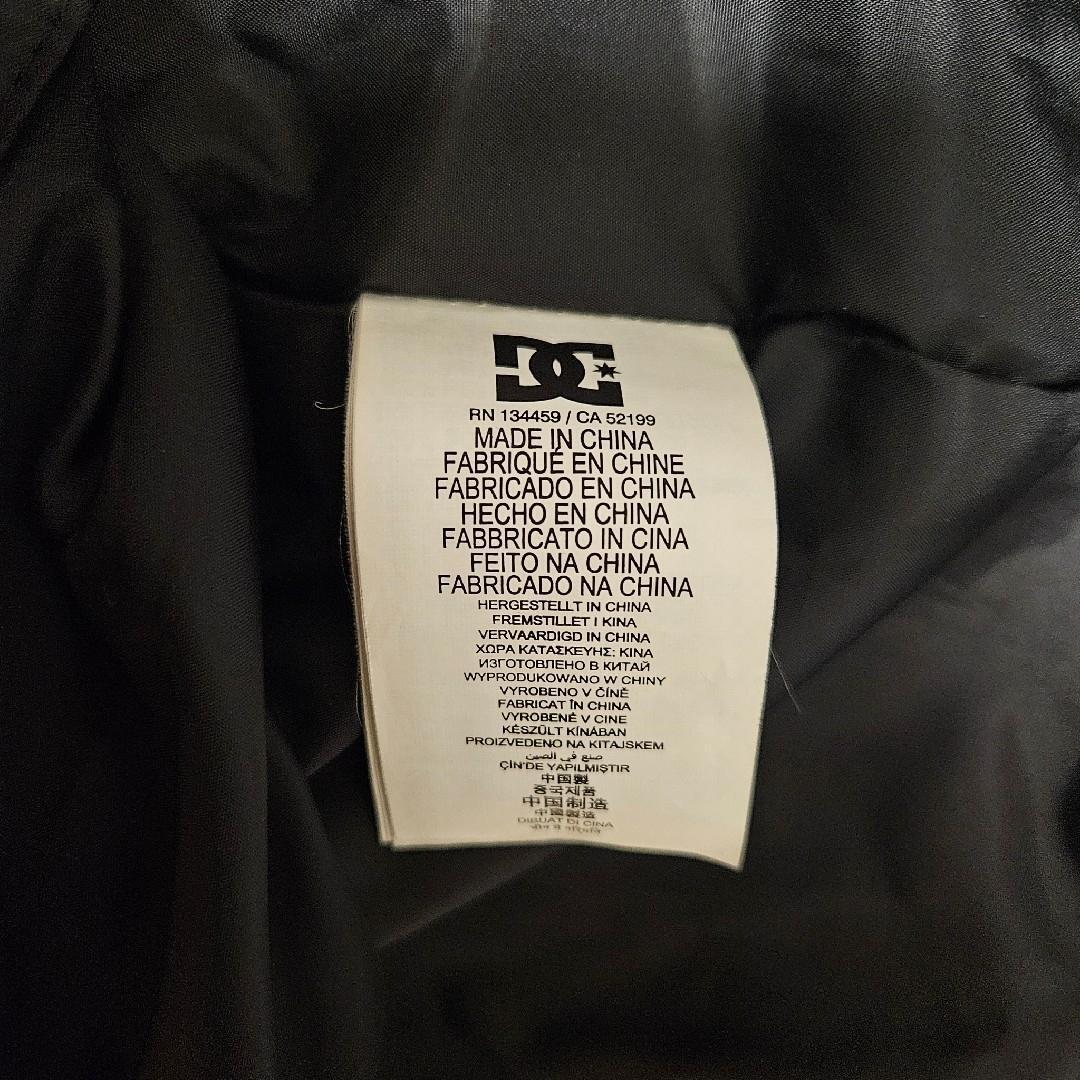 DC
RN 134459 / CA 52199
MADE IN CHINA
FABRIQUÉ EN CHINE
FABRICADO EN CHINA
HECHO EN CHINA
FABBRICATO IN CINA
FEITO NA CHINA
FABRICADO NA CHINA
HERGESTELLT IN CHINA
FREMSTILLET I KINA
VERVAARDIGD IN CHINA
ΧΩΡΑ ΚΑΤΑΣΚΕΥΗΣ: ΚΙΝΑ
ИЗГОТОВЛЕНО В КИТАЙ
WYPRODUKOWANO W CHINY
VYROBENO V ČÍNĚ
FABRICAT ÎN CHINA
VYROBENÉ V CINE
KÉSZÜLT KÍNÁBAN
PROIZVEDENO NA KITAJSKEM
صنع في الصين
ÇİN'DE YAPILMIŞTIR
中国製
중국제품
中国制造
中國製造
DIBUAT DI CINA